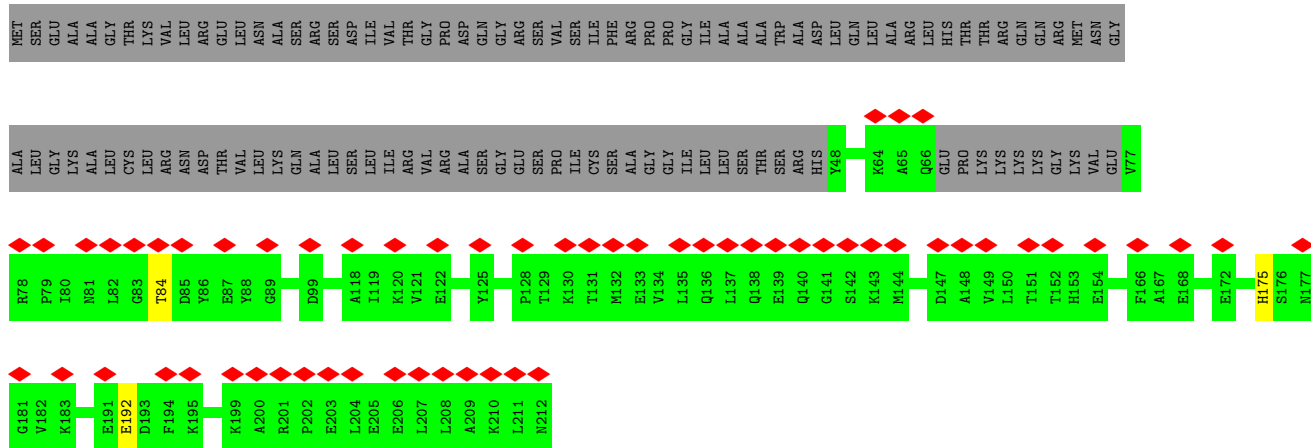 MET SER GLU ALA ALA GLY THR LYS VAL LEU ARG GLU LEU ASN ALA SER ARG SER ASP ILE VAL THR GLY PRO ASP GLN GLY ARG SER VAL SER ILE PHE ARG PRO PRO GLY ILE ALA ALA ALA TRP ALA ASP LEU GLN LEU ALA ARG LEU HIS THR THR ARG GLN GLN ARG MET ASN GLY
ALA LEU GLY LYS ALA LEU CYS LEU ARG ASN ASP THR VAL LEU LYS GLN ALA LEU SER LEU ILE ARG VAL ARG ALA SER GLY GLU SER PRO ILE CYS SER ALA GLY GLY ILE LEU LEU SER THR SER ARG HIS Y48 K64 A65 Q66 GLU PRO LYS LYS LYS LYS GLY LYS VAL GLU V77
R78 P79 I80 N81 L82 G83 T84 D85 Y86 E87 Y88 G89 D99 A118 I119 K120 V121 E122 Y125 P128 T129 K130 T131 M132 E133 V134 L135 Q136 L137 Q138 E139 Q140 G141 S142 K143 M144 D147 A148 V149 L150 T151 T152 H153 E154 F166 A167 E168 E172 H175 S176 N177
G181 V182 K183 E191 E192 D193 F194 K195 K199 A200 R201 P202 E203 L204 E205 E206 L207 L208 A209 K210 L211 N212